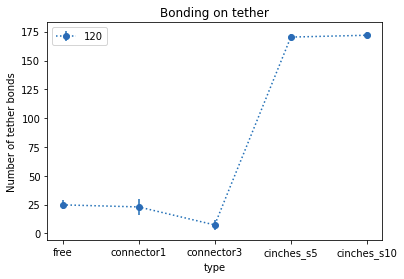 Bonding on tether
120
Number of tether bonds
175
150
125
100
75
50
25
0
free connector1 connector3 cinches_s5 cinches_s10
type